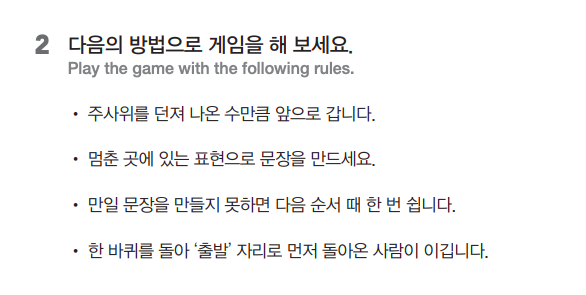 2 다음의 방법으로 게임을 해 보세요.
Play the game with the following rules.
• 주사위를 던져 나온 수만큼 앞으로 갑니다.
• 멈춘 곳에 있는 표현으로 문장을 만드세요.
• 만일 문장을 만들지 못하면 다음 순서 때 한 번 쉽니다.
• 한 바퀴를 돌아 ‘출발’ 자리로 먼저 돌아온 사람이 이깁니다.